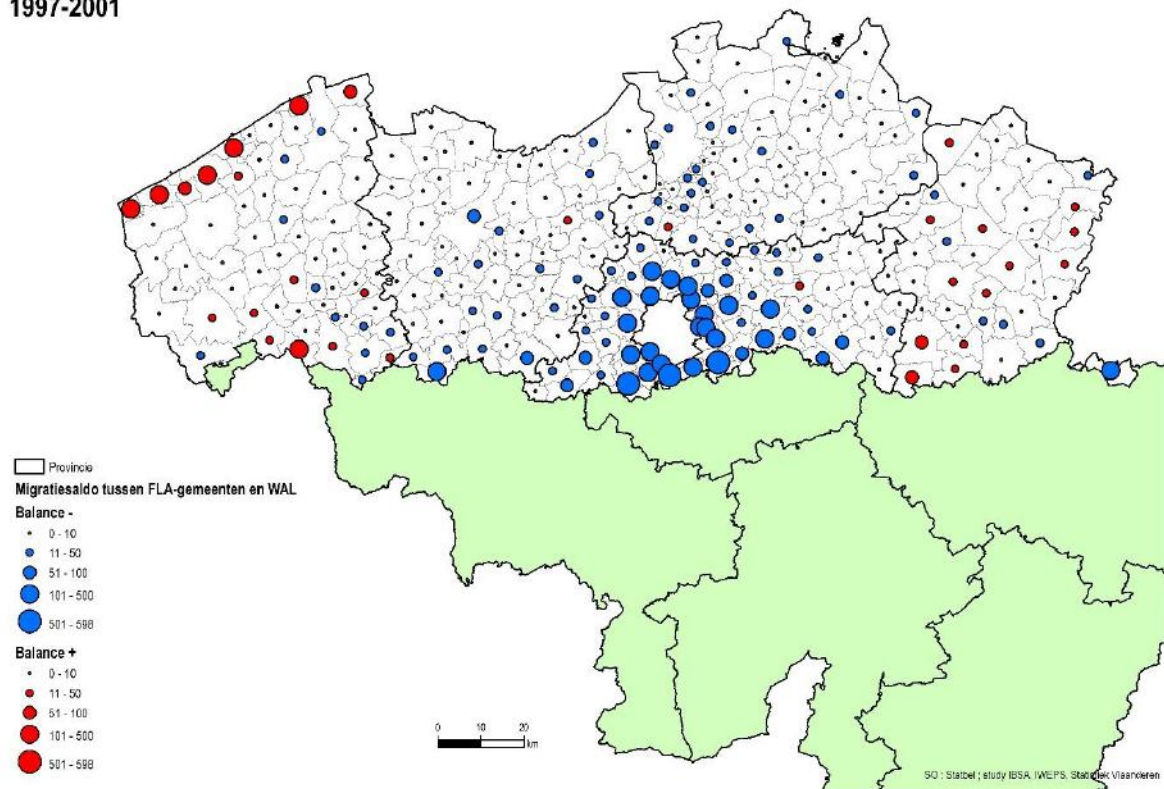 1997-2001
Provincie
Migratiesaldo tussen FLA-gemeenten en WAL
Balance -
0 - 10
11 - 50
51 - 100
101 - 500
501 - 598
Balance +
0 - 10
11 - 50
51 - 100
101 - 500
501 - 598
0 10 20
km
SO : Statbel ; study IBSA, IWEPS, Statistiek Vlaanderen